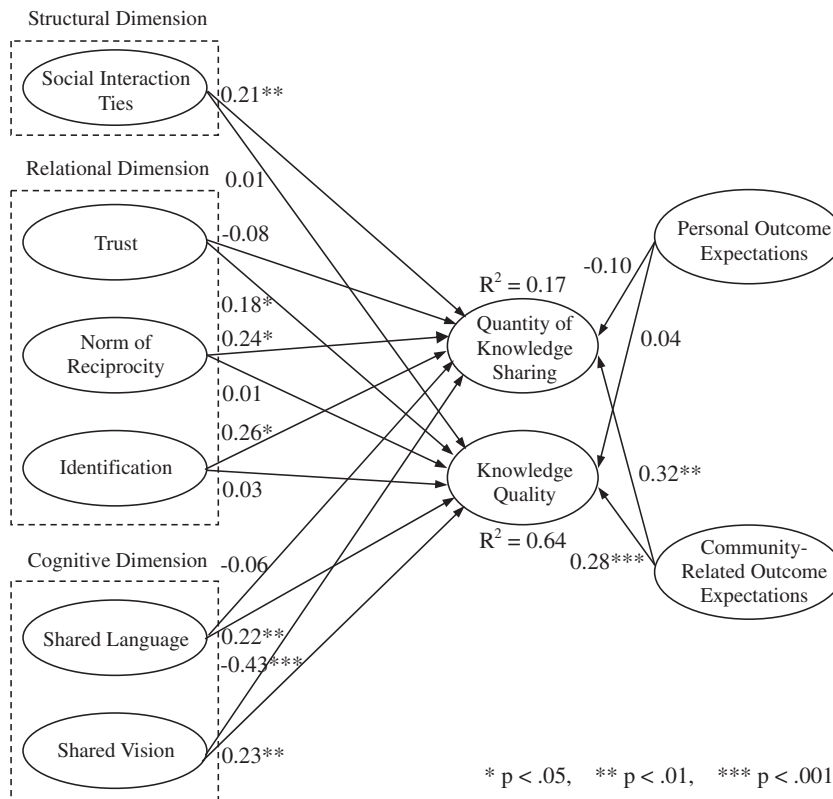 Structural Dimension
Social Interaction
Ties
0.21**
0.01
Relational Dimension
Trust
-0.08
0.18*
Norm of
Reciprocity
0.24*
0.01
Identification
0.26*
0.03
Cognitive Dimension
-0.06
Shared Language
0.22**
-0.43***
Shared Vision
0.23**
R² = 0.17
Quantity of
Knowledge
Sharing
Knowledge
Quality
R² = 0.64
Personal Outcome
Expectations
-0.10
0.04
0.32**
0.28***
Community-
Related Outcome
Expectations
* p < .05, ** p < .01, *** p < .001